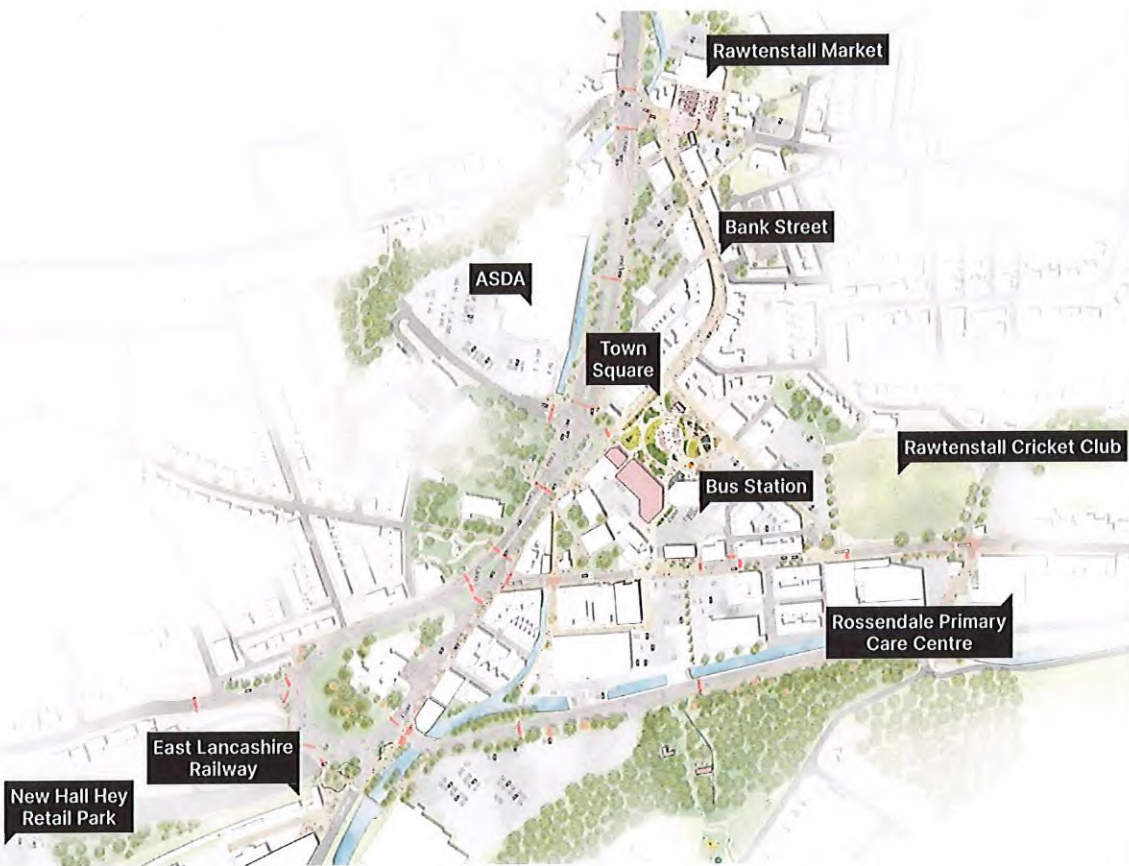 Rawtenstall Market
Bank Street
ASDA
Town
Square
Rawtenstall Cricket Club
Bus Station
Rossendale Primary
Care Centre
East Lancashire
Railway
New Hall Hey
Retail Park